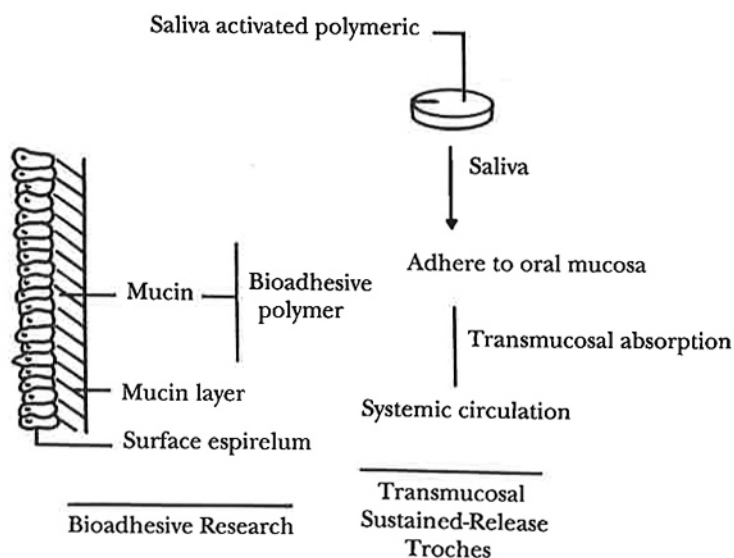 Saliva activated polymeric
Saliva
Adhere to oral mucosa
Transmucosal absorption
Systemic circulation
Transmucosal
Sustained-Release
Troches
Mucin
Bioadhesive
polymer
Mucin layer
Surface espirelum
Bioadhesive Research